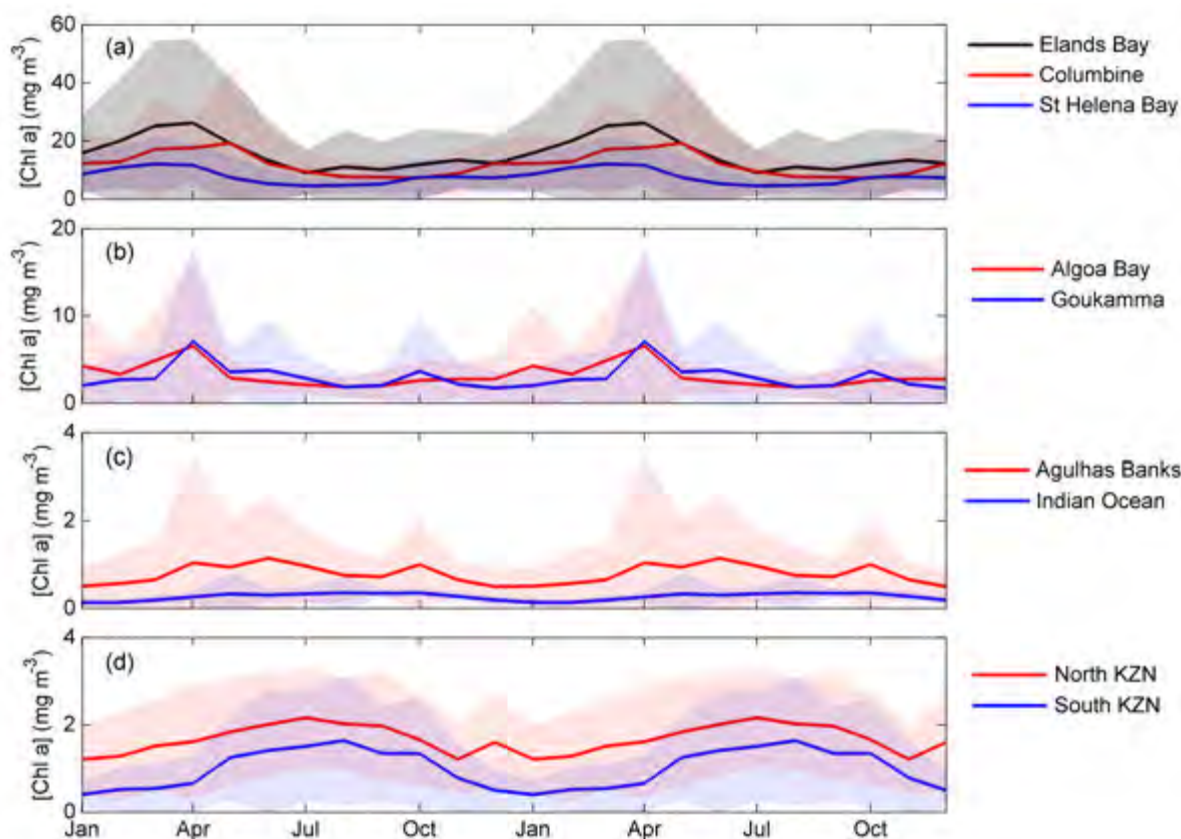 60
40
20
0
[Chl a] (mg m⁻³)
(a)
Elands Bay
Columbine
St Helena Bay
20
10
0
[Chl a] (mg m⁻³)
(b)
Algoa Bay
Goukamma
4
2
0
[Chl a] (mg m⁻³)
(c)
Agulhas Banks
Indian Ocean
4
2
0
[Chl a] (mg m⁻³)
(d)
North KZN
South KZN
Jan Apr Jul Oct Jan Apr Jul Oct